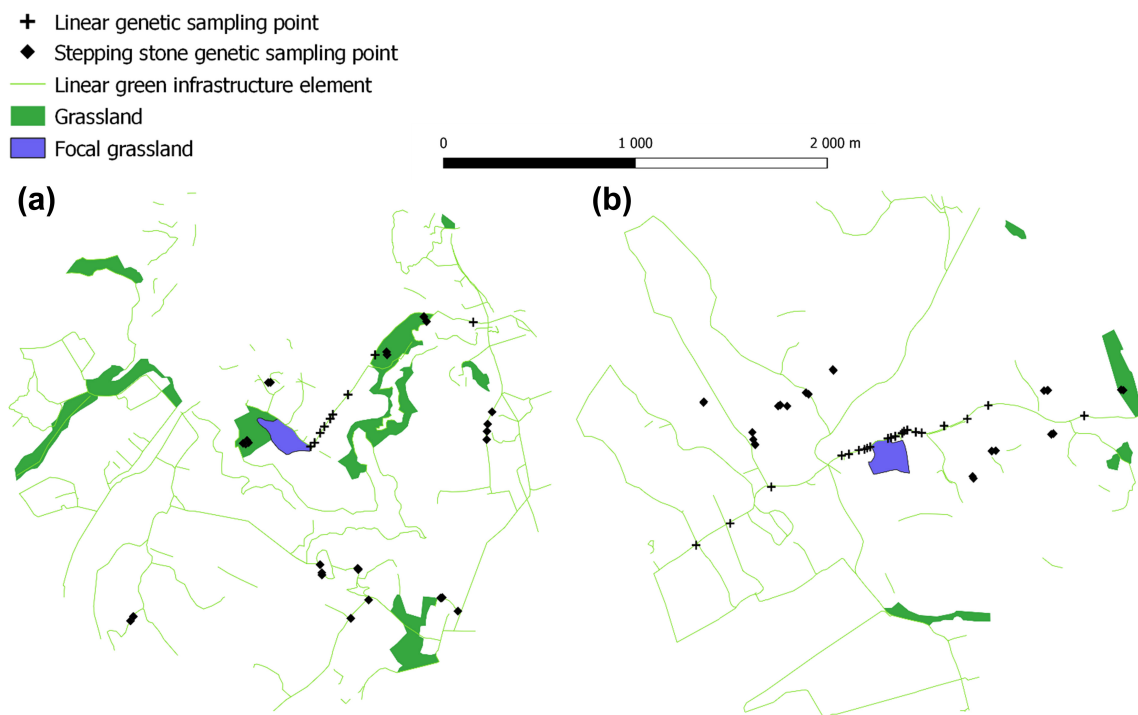 Linear genetic sampling point
Stepping stone genetic sampling point
Linear green infrastructure element
Grassland
Focal grassland
0 1 000 2 000 m
(a) (b)